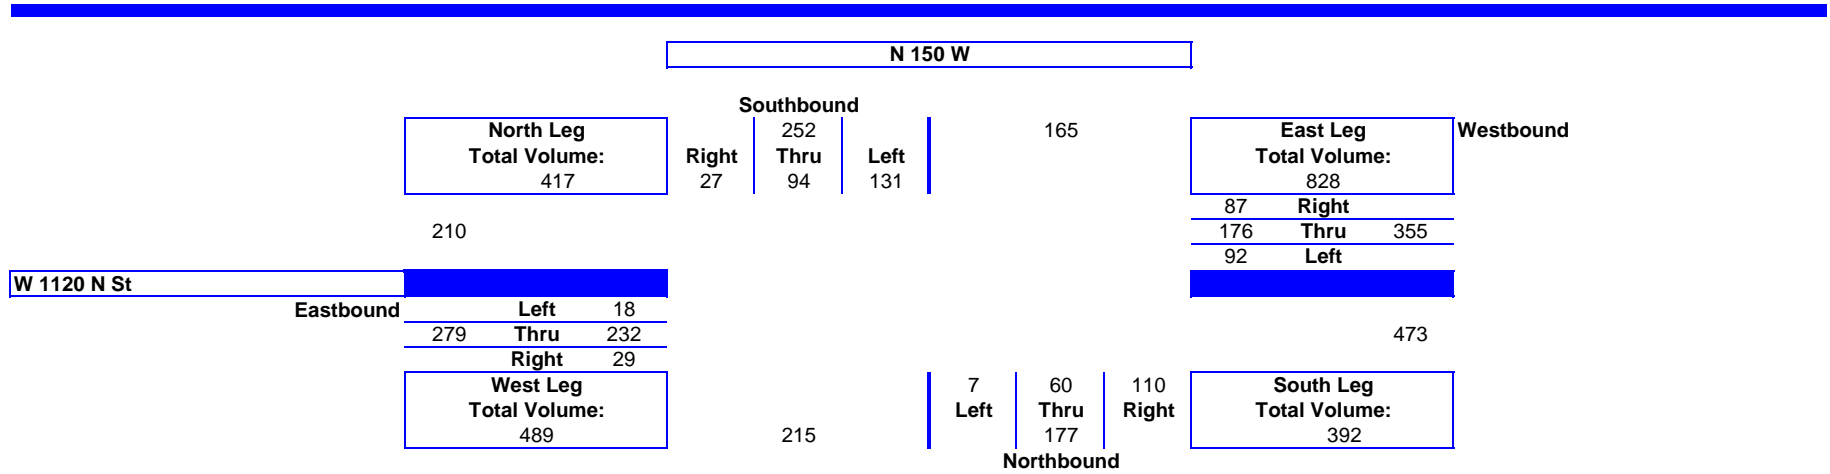 N 150 W
Southbound
North Leg 252 165 East Leg Westbound
Total Volume: Right Thru Left Total Volume:
417 27 94 131 828
87 Right
210 176 Thru 355
92 Left
W 1120 N St
Eastbound Left 18
279 Thru 232 473
Right 29
West Leg 7 60 110 South Leg
Total Volume: Left Thru Right Total Volume:
489 215 177 392
Northbound